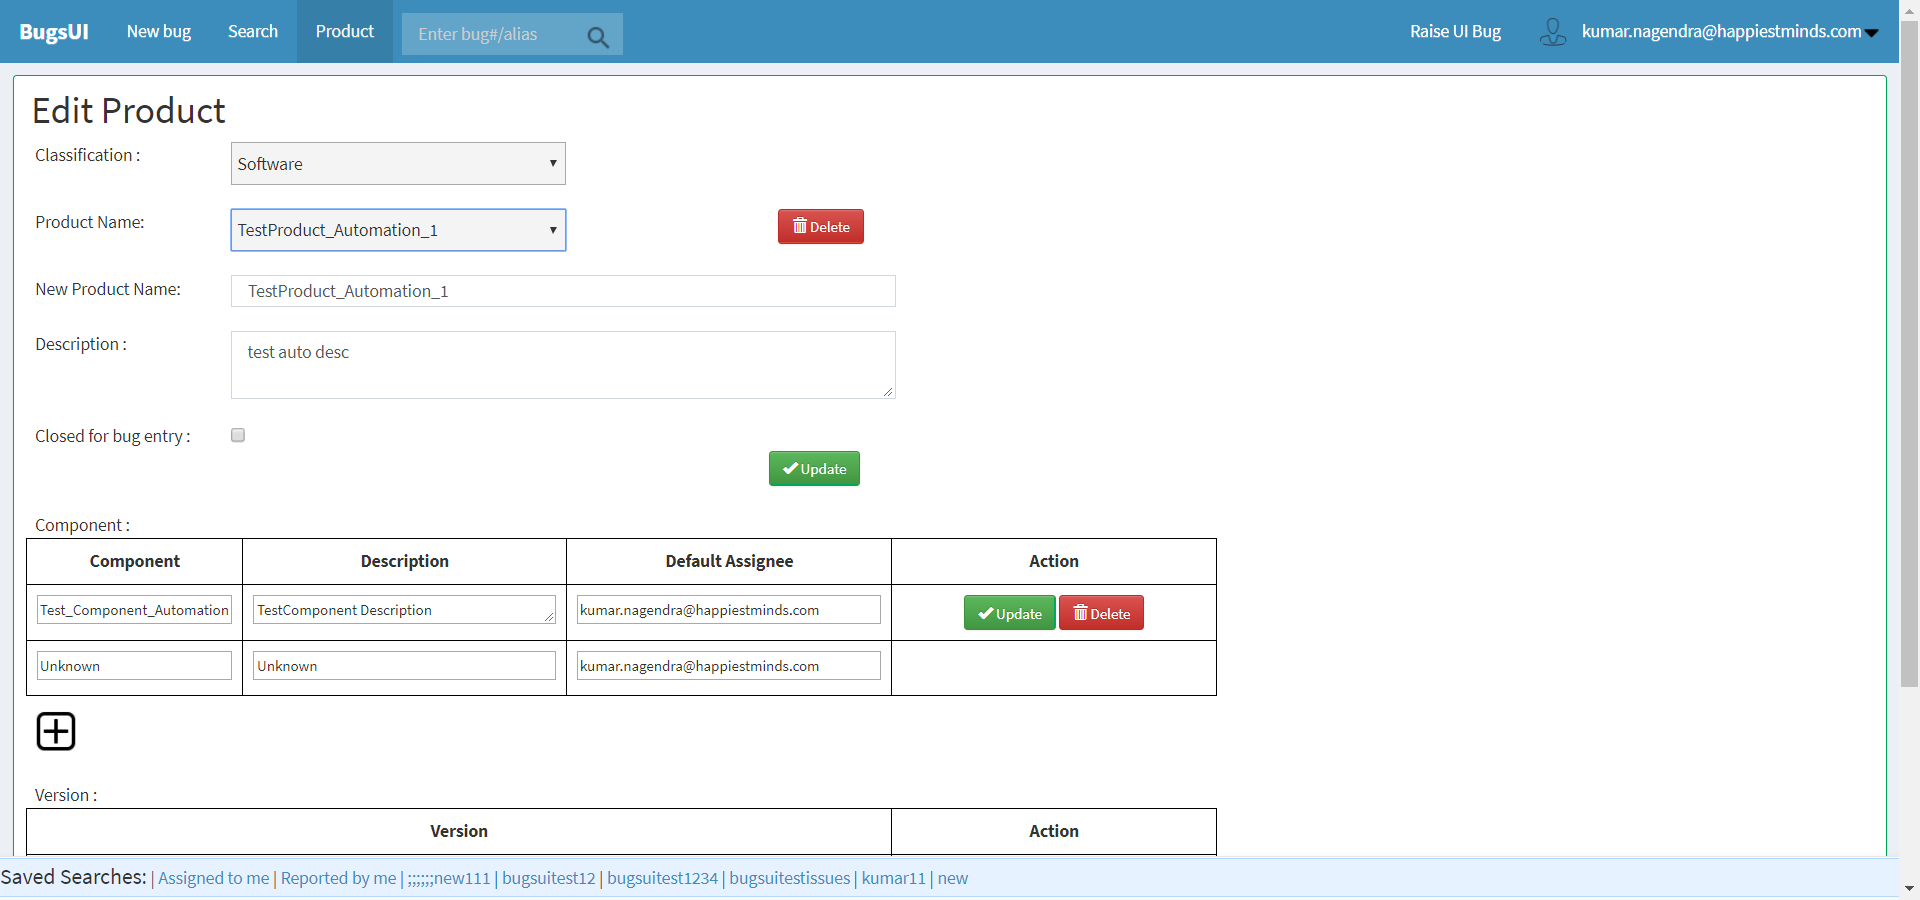 BugsUI New bug Search Product Enter bug#/alias Raise UI Bug kumar.nagendra@happiestminds.com
Edit Product
Classification : Software
Product Name: TestProduct_Automation_1 Delete
New Product Name: TestProduct_Automation_1
Description : test auto desc
Closed for bug entry :
Update
Component :
Component Description Default Assignee Action
Test_Component_Automation TestComponent Description kumar.nagendra@happiestminds.com Update Delete
Unknown Unknown kumar.nagendra@happiestminds.com
Version :
Version Action
Saved Searches: | Assigned to me | Reported by me | ;;;;;;new111 | bugsuitest12 | bugsuitest1234 | bugsuitestissues | kumar11 | new